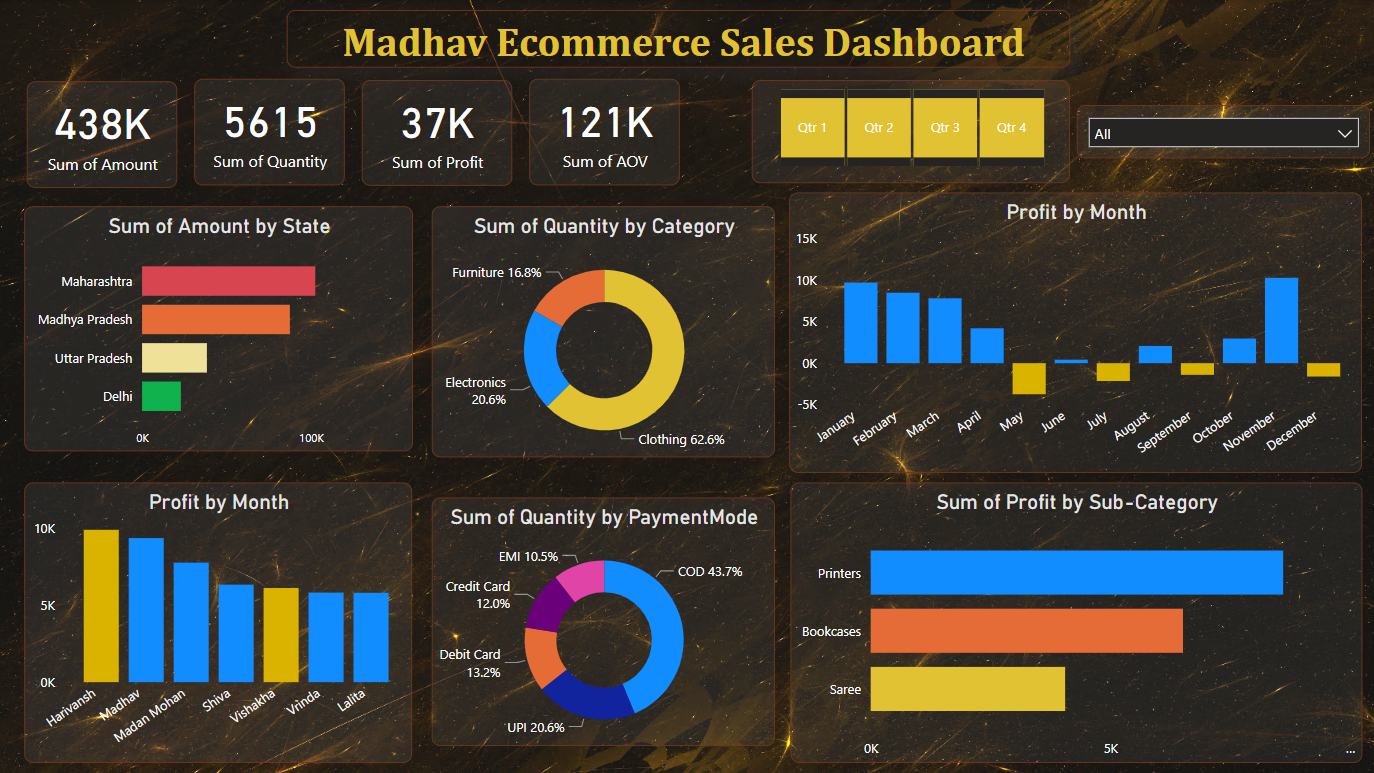 Madhav Ecommerce Sales Dashboard
438K
Sum of Amount
5615
Sum of Quantity
37K
Sum of Profit
121K
Sum of AOV
Qtr 1
Qtr 2
Qtr 3
Qtr 4
All
Sum of Amount by State
Maharashtra
Madhya Pradesh
Uttar Pradesh
Delhi
0K
100K
Sum of Quantity by Category
Furniture 16.8%
Electronics
20.6%
Clothing 62.6%
Profit by Month
15K
10K
5K
0K
-5K
January
February
March
April
May
June
July
August
September
October
November
December
Profit by Month
10K
5K
0K
Harivansh
Madhav
Madan Mohan
Shiva
Vishakha
Vrinda
Lalita
Sum of Quantity by PaymentMode
EMI 10.5%
COD 43.7%
Credit Card
12.0%
Debit Card
13.2%
UPI 20.6%
Sum of Profit by Sub-Category
Printers
Bookcases
Saree
0K
5K
...